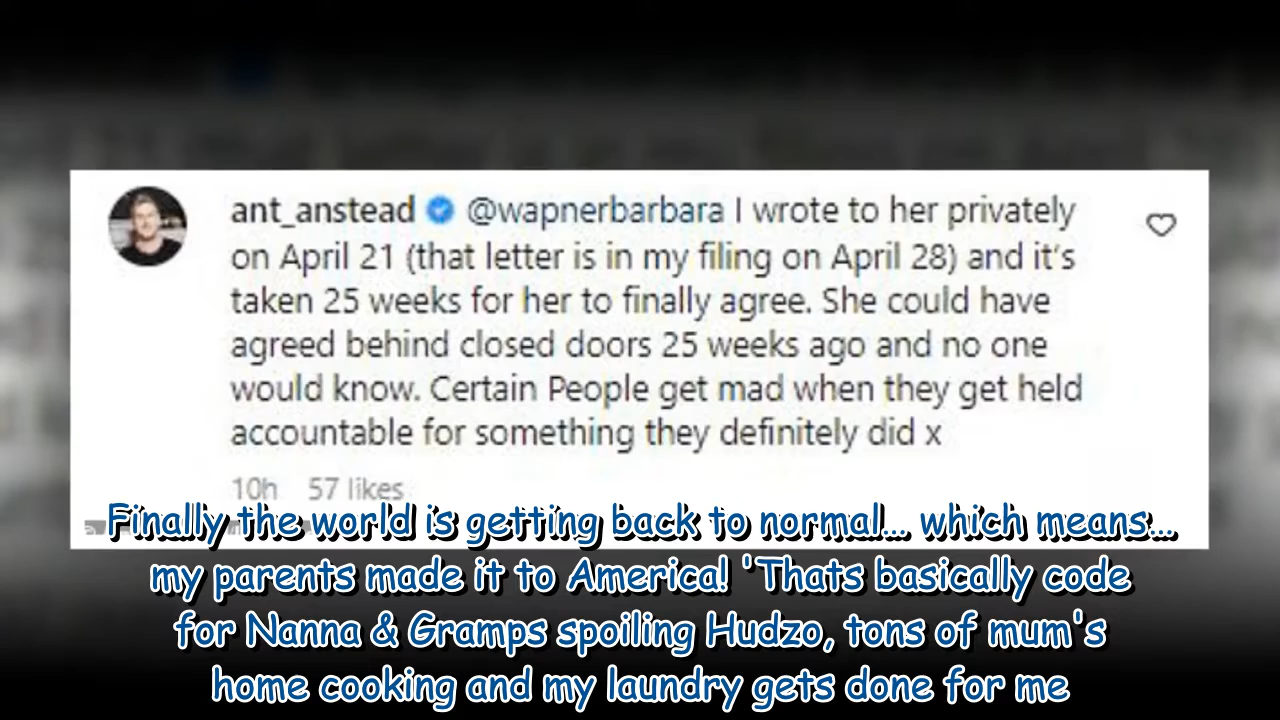 ant_anstead @wapnerbarbara I wrote to her privately
on April 21 (that letter is in my filing on April 28) and it's
taken 25 weeks for her to finally agree. She could have
agreed behind closed doors 25 weeks ago and no one
would know. Certain People get mad when they get held
accountable for something they definitely did x
10h 57 likes
Finally the world is getting back to normal... which means...
my parents made it to America! 'Thats basically code
for Nanna & Gramps spoiling Hudzo, tons of mum's
home cooking and my laundry gets done for me